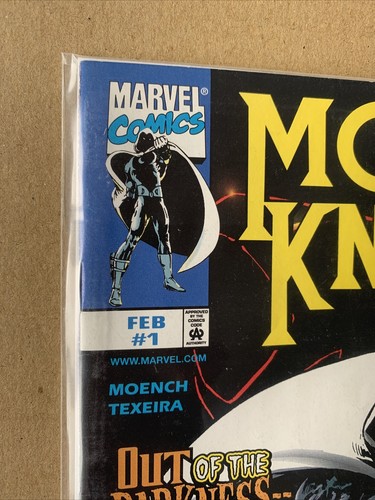 MARVEL®
COMICS
MO
KN
FEB
#1
APPROVED
BY THE
COMICS
CODE
A
AUTHORITY
WWW.MARVEL.COM
MOENCH
TEXEIRA
OUT OF THE
DARKNESS--